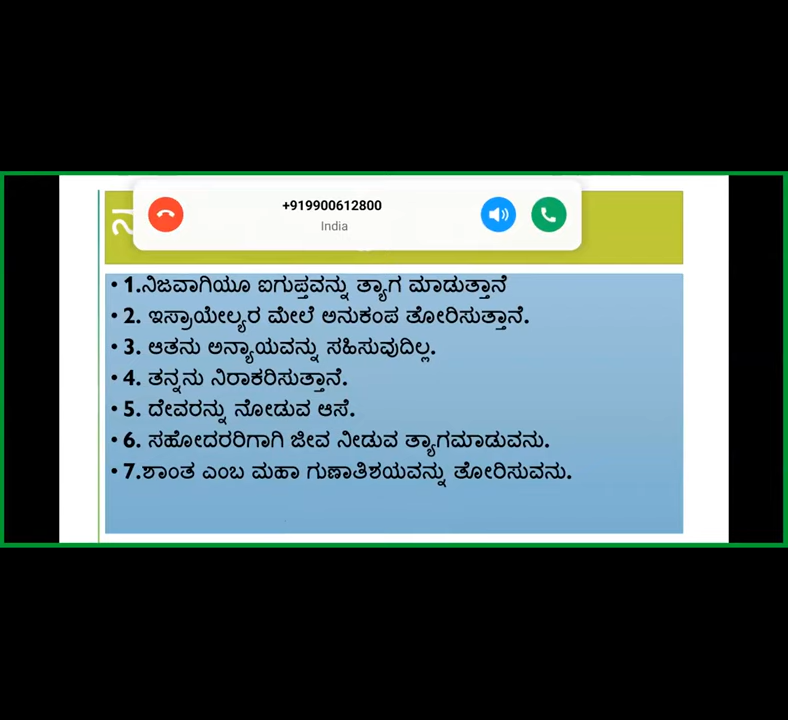 +919900612800
India
• 1.ನಿಜವಾಗಿಯೂ ಐಗುಪ್ತವನ್ನು ತ್ಯಾಗ ಮಾಡುತ್ತಾನೆ
• 2. ಇಸ್ರಾಯೇಲ್ಯರ ಮೇಲೆ ಅನುಕಂಪ ತೋರಿಸುತ್ತಾನೆ.
• 3. ಆತನು ಅನ್ಯಾಯವನ್ನು ಸಹಿಸುವುದಿಲ್ಲ.
• 4. ತನ್ನನು ನಿರಾಕರಿಸುತ್ತಾನೆ.
• 5. ದೇವರನ್ನು ನೋಡುವ ಆಸೆ.
• 6. ಸಹೋದರರಿಗಾಗಿ ಜೀವ ನೀಡುವ ತ್ಯಾಗಮಾಡುವನು.
• 7.ಶಾಂತ ಎಂಬ ಮಹಾ ಗುಣಾತಿಶಯವನ್ನು ತೋರಿಸುವನು.